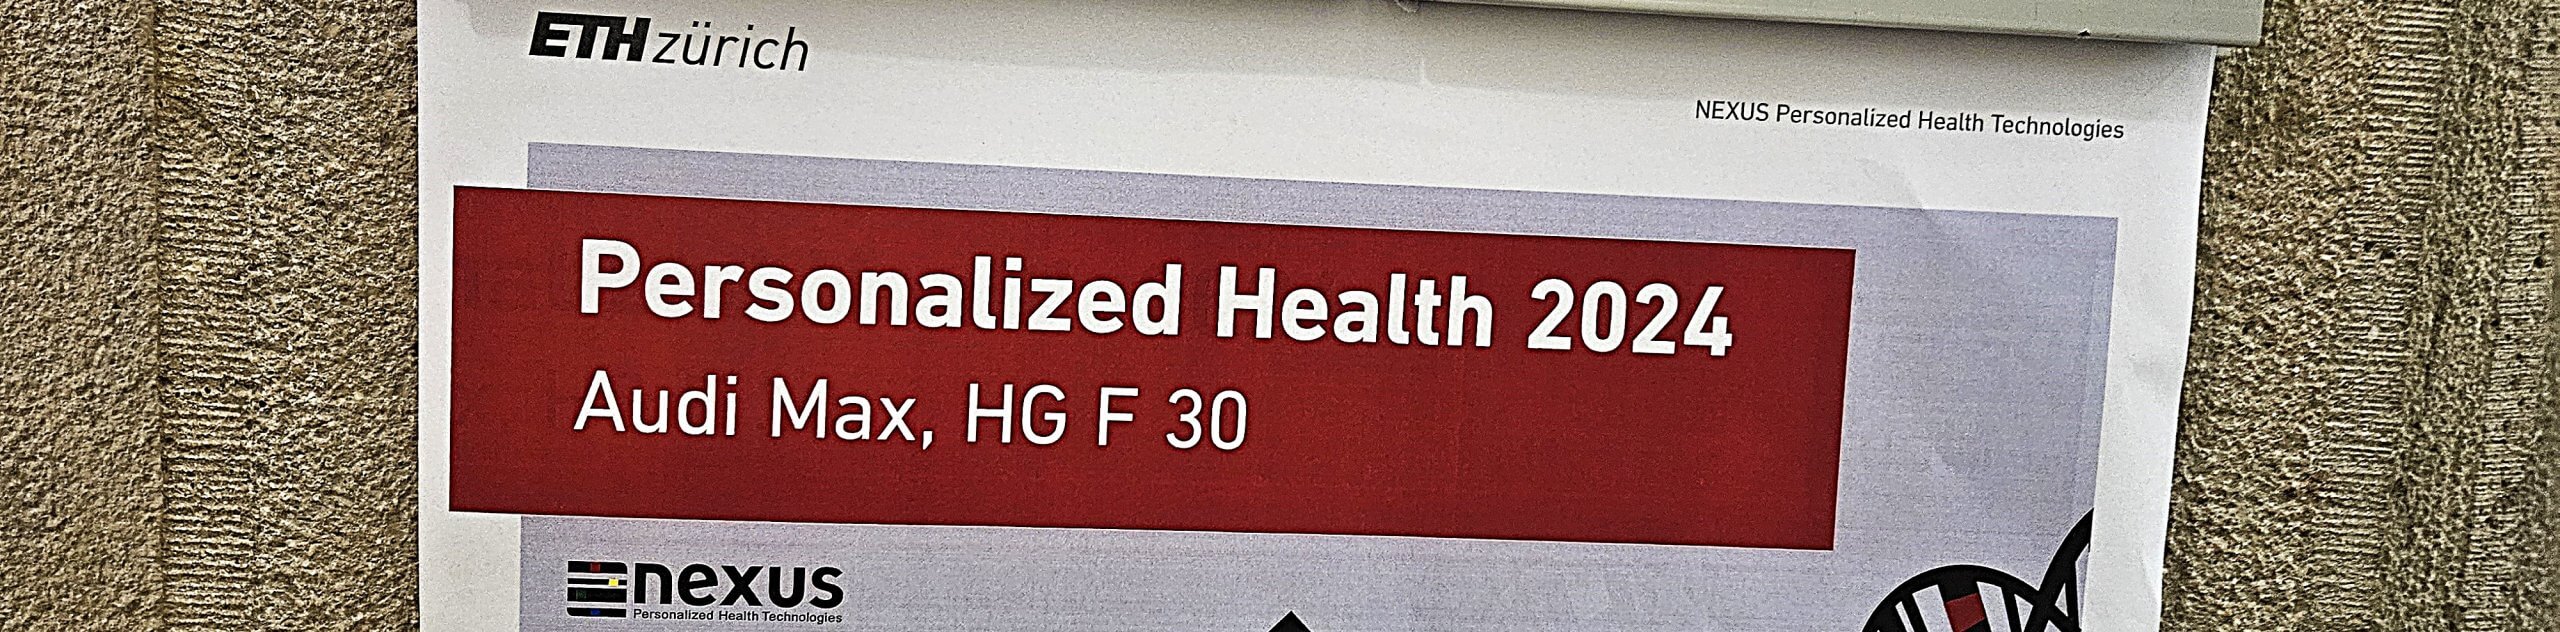 ETH zürich
NEXUS Personalized Health Technologies
Personalized Health 2024
Audi Max, HG F 30
nexus
Personalized Health Technologies